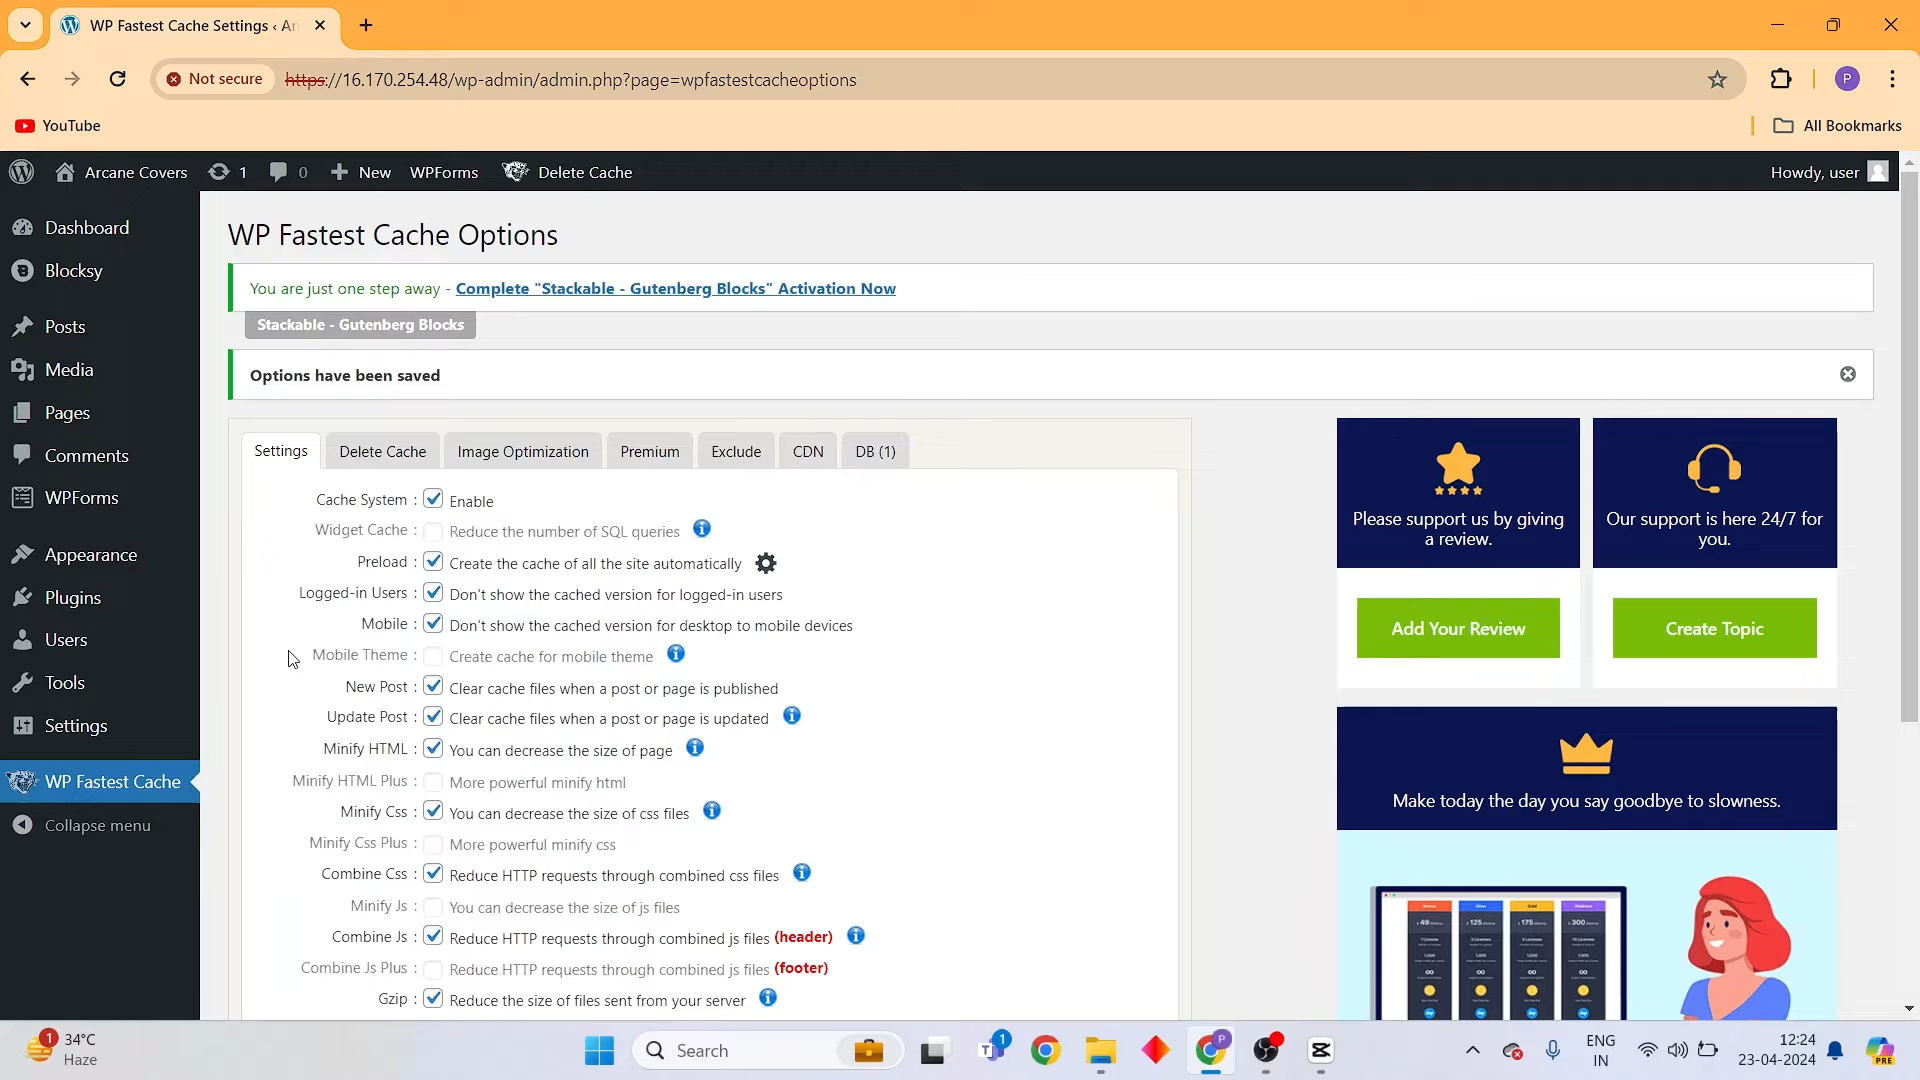 WP Fastest Cache Settings ‹ Ar
Not secure
https://16.170.254.48/wp-admin/admin.php?page=wpfastestcacheoptions
P
YouTube
All Bookmarks
Arcane Covers
1
0
New
WPForms
Delete Cache
Howdy, user
Dashboard
Blocksy
Posts
Media
Pages
Comments
WPForms
Appearance
Plugins
Users
Tools
Settings
WP Fastest Cache
Collapse menu
WP Fastest Cache Options
You are just one step away - Complete "Stackable - Gutenberg Blocks" Activation Now
Stackable - Gutenberg Blocks
Options have been saved
Settings
Delete Cache
Image Optimization
Premium
Exclude
CDN
DB (1)
Cache System : Enable
Widget Cache : Reduce the number of SQL queries
Preload : Create the cache of all the site automatically
Logged-in Users : Don't show the cached version for logged-in users
Mobile : Don't show the cached version for desktop to mobile devices
Mobile Theme : Create cache for mobile theme
New Post : Clear cache files when a post or page is published
Update Post : Clear cache files when a post or page is updated
Minify HTML : You can decrease the size of page
Minify HTML Plus : More powerful minify html
Minify Css : You can decrease the size of css files
Minify Css Plus : More powerful minify css
Combine Css : Reduce HTTP requests through combined css files
Minify Js : You can decrease the size of js files
Combine Js : Reduce HTTP requests through combined js files (header)
Combine Js Plus : Reduce HTTP requests through combined js files (footer)
Gzip : Reduce the size of files sent from your server
Please support us by giving
a review.
Add Your Review
Our support is here 24/7 for
you.
Create Topic
Make today the day you say goodbye to slowness.
49
125
175
300
1
34°C
Haze
Search
1
P
ENG
IN
12:24
23-04-2024
PRE